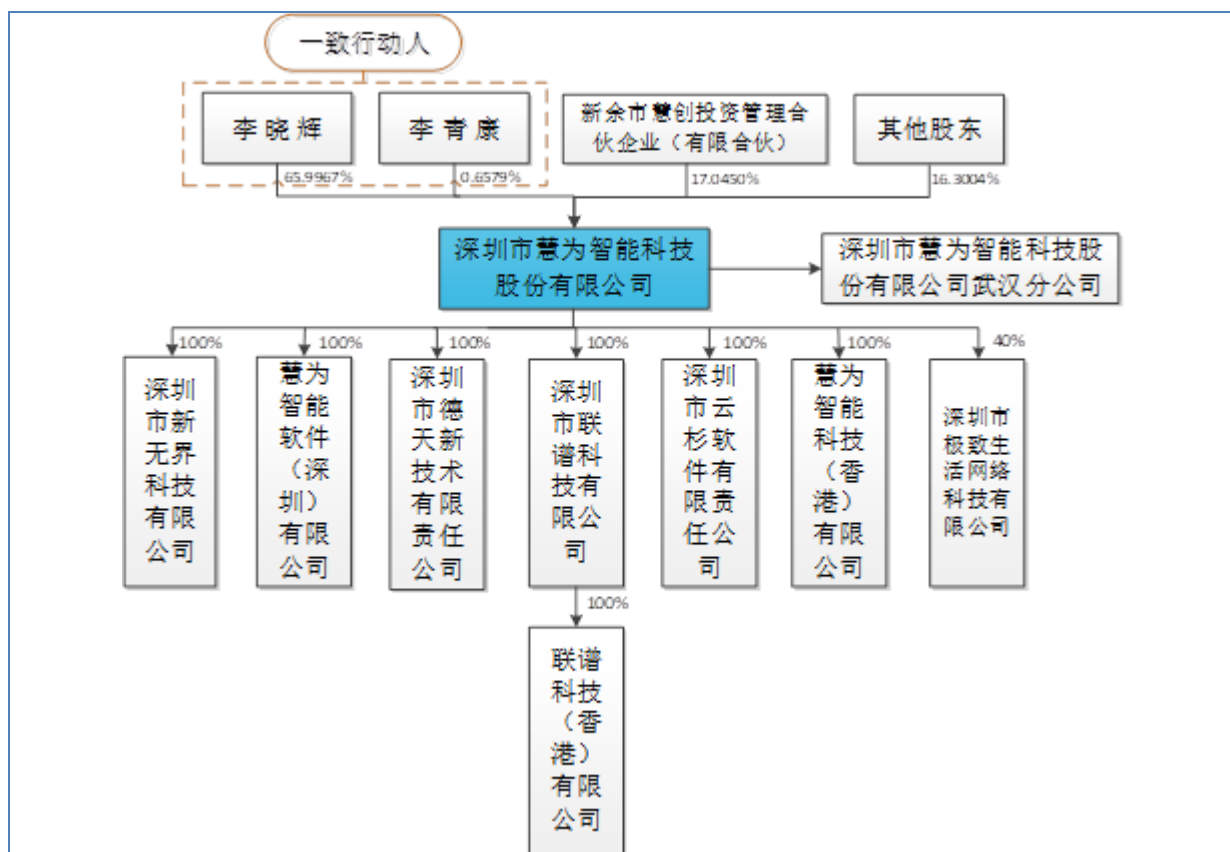 一致行动人
李晓辉
李青康
新余市慧创投资管理合
伙企业（有限合伙）
其他股东
65.9967%
0.6579%
17.0450%
16.3004%
深圳市慧为智能科技
股份有限公司
深圳市慧为智能科技股
份有限公司武汉分公司
100%
100%
100%
100%
100%
100%
40%
深圳
市新
无界
科技
有限
公司
慧为
智能
软件
（深
圳）
有限
公司
深圳
市德
天新
技术
有限
责任
公司
深圳
市联
谱科
技有
限公
司
深圳
市云
杉软
件有
限责
任公
司
慧为
智能
科技
（香
港）
有限
公司
深圳市
极致生
活网络
科技有
限公司
100%
联谱
科技
（香
港）
有限
公司